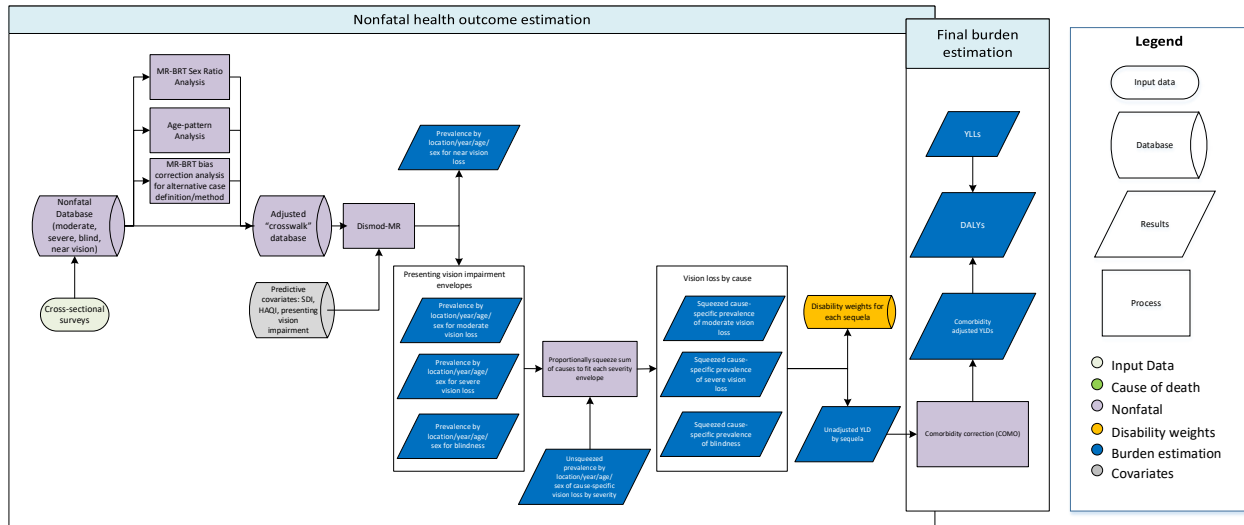 Nonfatal health outcome estimation
Final burden
estimation
MR-BRT Sex Ratio
Analysis
Age-pattern
Analysis
MR-BRT bias
correction analysis
for alternative case
definition/method
Nonfatal
Database
(moderate,
severe, blind,
near vision)
Cross-sectional
surveys
Adjusted
“crosswalk”
database
Dismod-MR
Predictive
covariates: SDI,
HAQI, presenting
vision
impairment
Prevalence by
location/year/age/
sex for near vision
loss
Presenting vision impairment
envelopes
Prevalence by
location/year/age/
sex for moderate
vision loss
Prevalence by
location/year/age/
sex for severe
vision loss
Prevalence by
location/year/age/
sex for blindness
Proportionally squeeze sum
of causes to fit each severity
envelope
Unsqueezed
prevalence by
location/year/age/
sex of cause-specific
vision loss by severity
Vision loss by cause
Squeezed cause-
specific prevalence
of moderate vision
loss
Squeezed cause-
specific prevalence
of severe vision
loss
Squeezed cause-
specific prevalence
of blindness
Disability weights for
each sequela
Unadjusted YLD
by sequela
YLLs
DALYs
Comorbidity
adjusted YLDs
Comorbidity correction (COMO)
Legend
Input data
Database
Results
Process
Input Data
Cause of death
Nonfatal
Disability weights
Burden estimation
Covariates